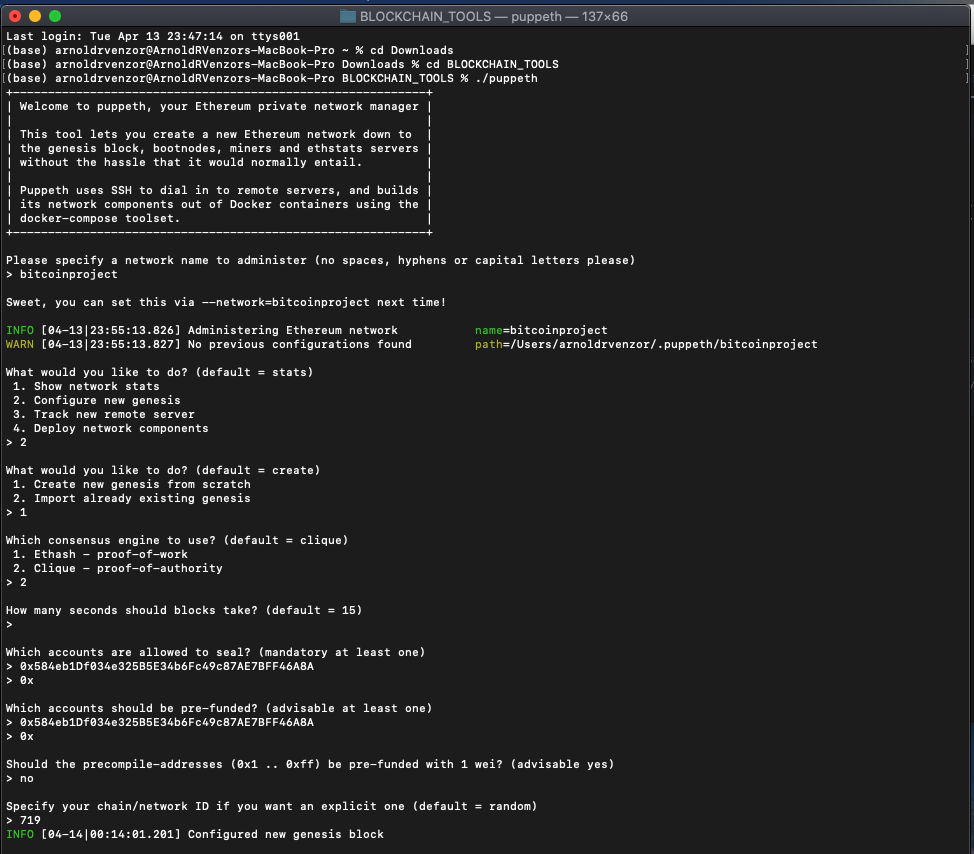 BLOCKCHAIN_TOOLS — puppeth — 137×66
Last login: Tue Apr 13 23:47:14 on ttys001
[(base) arnoldrvenzor@ArnoldRVenzors-MacBook-Pro ~ % cd Downloads ]
[(base) arnoldrvenzor@ArnoldRVenzors-MacBook-Pro Downloads % cd BLOCKCHAIN_TOOLS ]
[(base) arnoldrvenzor@ArnoldRVenzors-MacBook-Pro BLOCKCHAIN_TOOLS % ./puppeth ]
+-----------------------------------------------------------+
| Welcome to puppeth, your Ethereum private network manager |
| |
| This tool lets you create a new Ethereum network down to |
| the genesis block, bootnodes, miners and ethstats servers |
| without the hassle that it would normally entail. |
| |
| Puppeth uses SSH to dial in to remote servers, and builds |
| its network components out of Docker containers using the |
| docker-compose toolset. |
+-----------------------------------------------------------+
Please specify a network name to administer (no spaces, hyphens or capital letters please)
> bitcoinproject
Sweet, you can set this via --network=bitcoinproject next time!
INFO [04-13|23:55:13.826] Administering Ethereum network name=bitcoinproject
WARN [04-13|23:55:13.827] No previous configurations found path=/Users/arnoldrvenzor/.puppeth/bitcoinproject
What would you like to do? (default = stats)
1. Show network stats
2. Configure new genesis
3. Track new remote server
4. Deploy network components
> 2
What would you like to do? (default = create)
1. Create new genesis from scratch
2. Import already existing genesis
> 1
Which consensus engine to use? (default = clique)
1. Ethash - proof-of-work
2. Clique - proof-of-authority
> 2
How many seconds should blocks take? (default = 15)
>
Which accounts are allowed to seal? (mandatory at least one)
> 0x584eb1Df034e325B5E34b6Fc49c87AE7BFF46A8A
> 0x
Which accounts should be pre-funded? (advisable at least one)
> 0x584eb1Df034e325B5E34b6Fc49c87AE7BFF46A8A
> 0x
Should the precompile-addresses (0x1 .. 0xff) be pre-funded with 1 wei? (advisable yes)
> no
Specify your chain/network ID if you want an explicit one (default = random)
> 719
INFO [04-14|00:14:01.201] Configured new genesis block